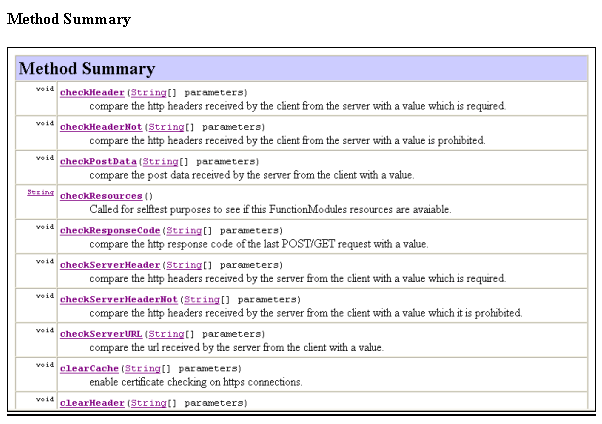 Method Summary
Method Summary
void checkHeader(String[] parameters)
compare the http headers received by the client from the server with a value which is required.
void checkHeaderNot(String[] parameters)
compare the http headers received by the client from the server with a value is prohibited.
void checkPostData(String[] parameters)
compare the post data received by the server from the client with a value.
String checkResources()
Called for selftest purposes to see if this FunctionModules resources are avaiable.
void checkResponseCode(String[] parameters)
compare the http response code of the last POST/GET request with a value.
void checkServerHeader(String[] parameters)
compare the http headers received by the server from the client with a value which is required.
void checkServerHeaderNot(String[] parameters)
compare the http headers received by the server from the client with a value which it is prohibited.
void checkServerURL(String[] parameters)
compare the url received by the server from the client with a value.
void clearCache(String[] parameters)
enable certificate checking on https connections.
void clearHeader(String[] parameters)